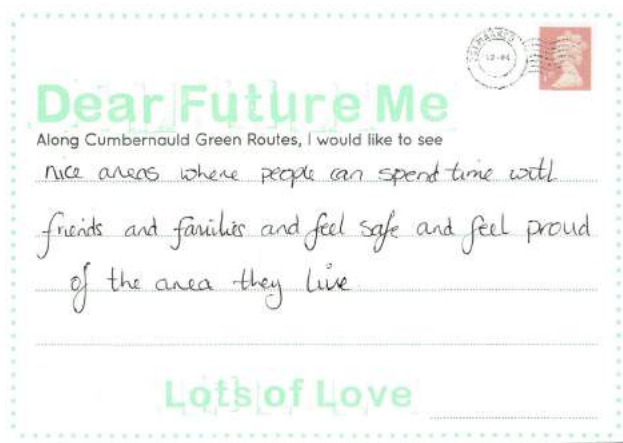 Dear Future Me
Along Cumbernauld Green Routes, I would like to see
nice areas where people can spend time with
friends and families and feel safe and feel proud
of the area they live
Lots of Love